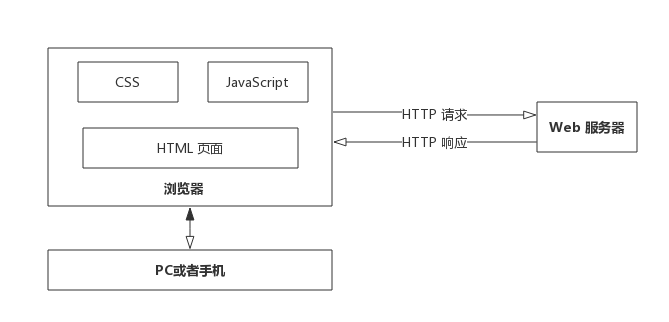 CSS
JavaScript
HTTP 请求
Web 服务器
HTTP 响应
HTML 页面
浏览器
PC或者手机